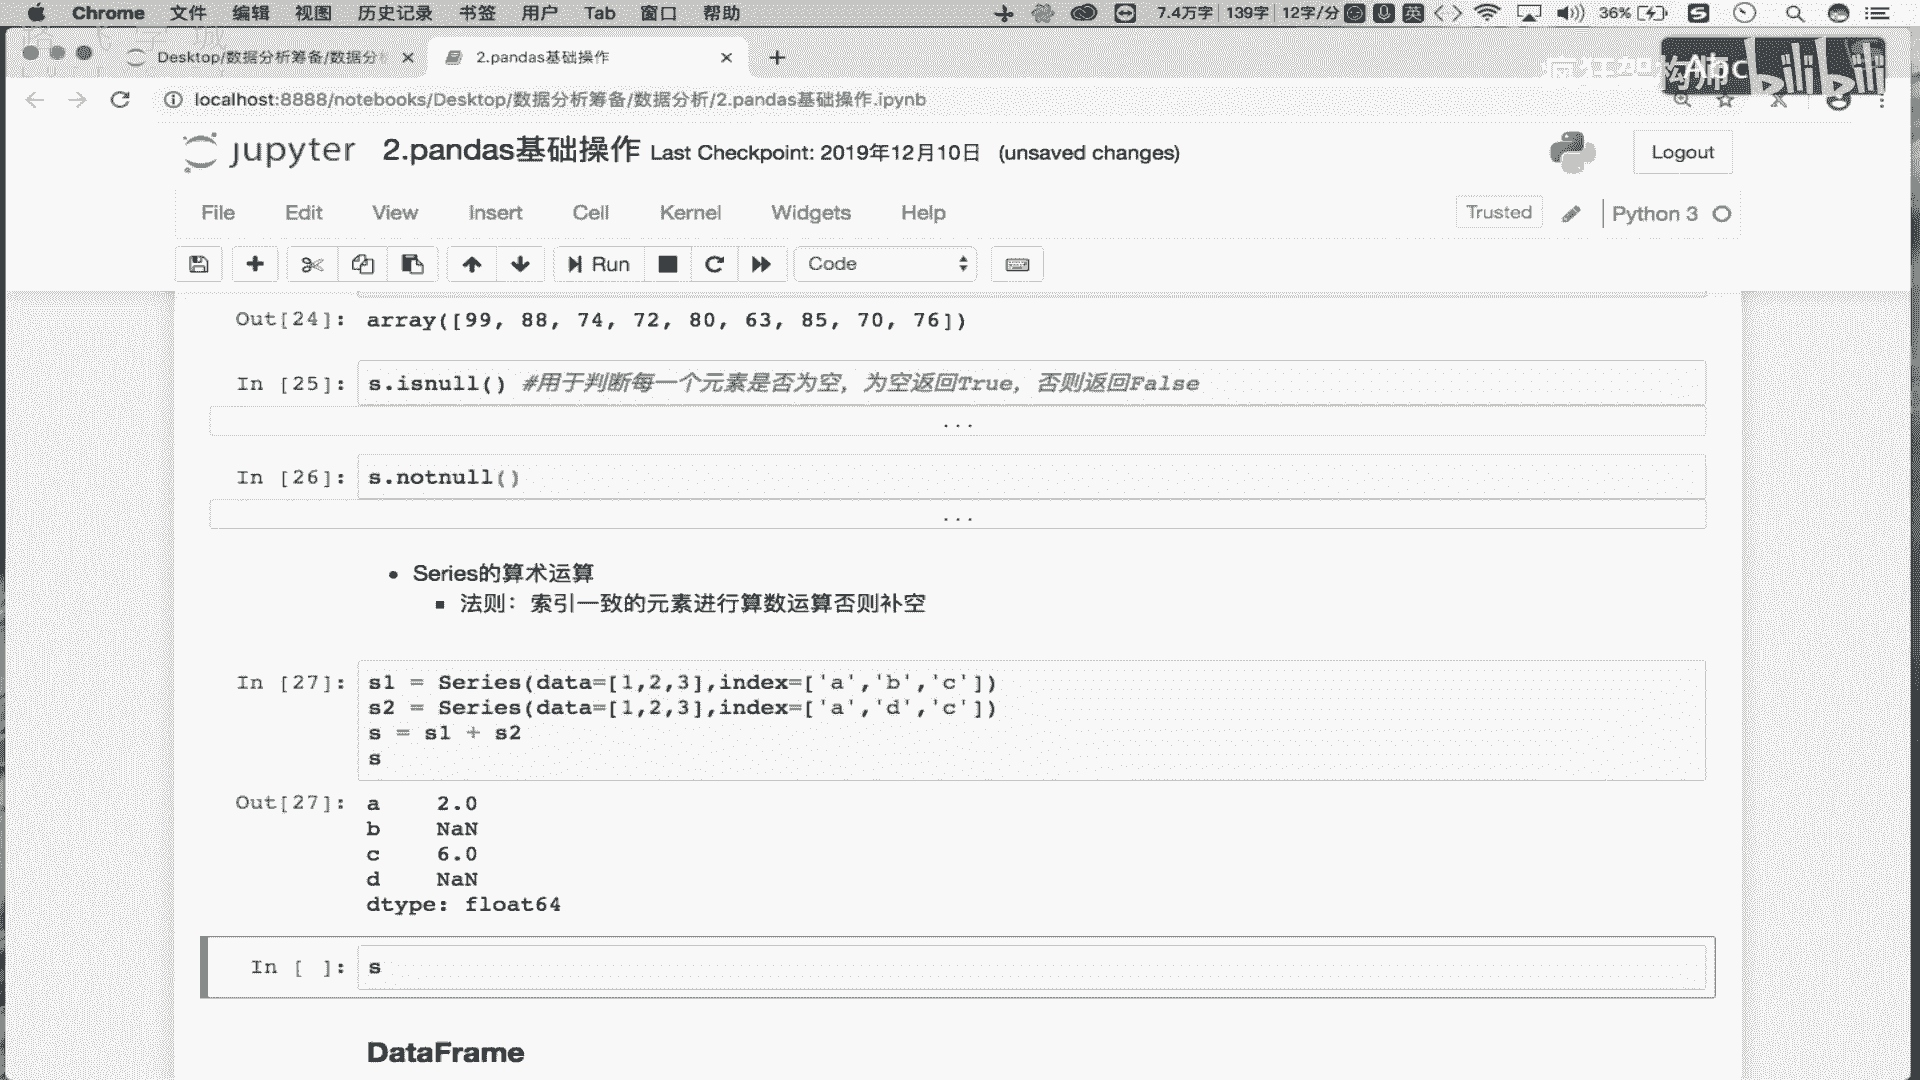 Chrome 文件 编辑 视图 历史记录 书签 用户 Tab 窗口 帮助 7.4万字 139字 12字/分 英 36%
Desktop/数据分析筹备/数据分 2.pandas基础操作
Abc bilibili
localhost:8888/notebooks/Desktop/数据分析筹备/数据分析/2.pandas基础操作.ipynb
jupyter 2.pandas基础操作 Last Checkpoint: 2019年12月10日 (unsaved changes) Logout
File Edit View Insert Cell Kernel Widgets Help Trusted Python 3
Run Code
Out[24]: array([99, 88, 74, 72, 80, 63, 85, 70, 76])
In [25]: s.isnull() #用于判断每一个元素是否为空，为空返回True，否则返回False
...
In [26]: s.notnull()
...
Series的算术运算
法则：索引一致的元素进行算数运算否则补空
In [27]: s1 = Series(data=[1,2,3],index=['a','b','c'])
s2 = Series(data=[1,2,3],index=['a','d','c'])
s = s1 + s2
s
Out[27]: a 2.0
b NaN
c 6.0
d NaN
dtype: float64
In [ ]: s
DataFrame